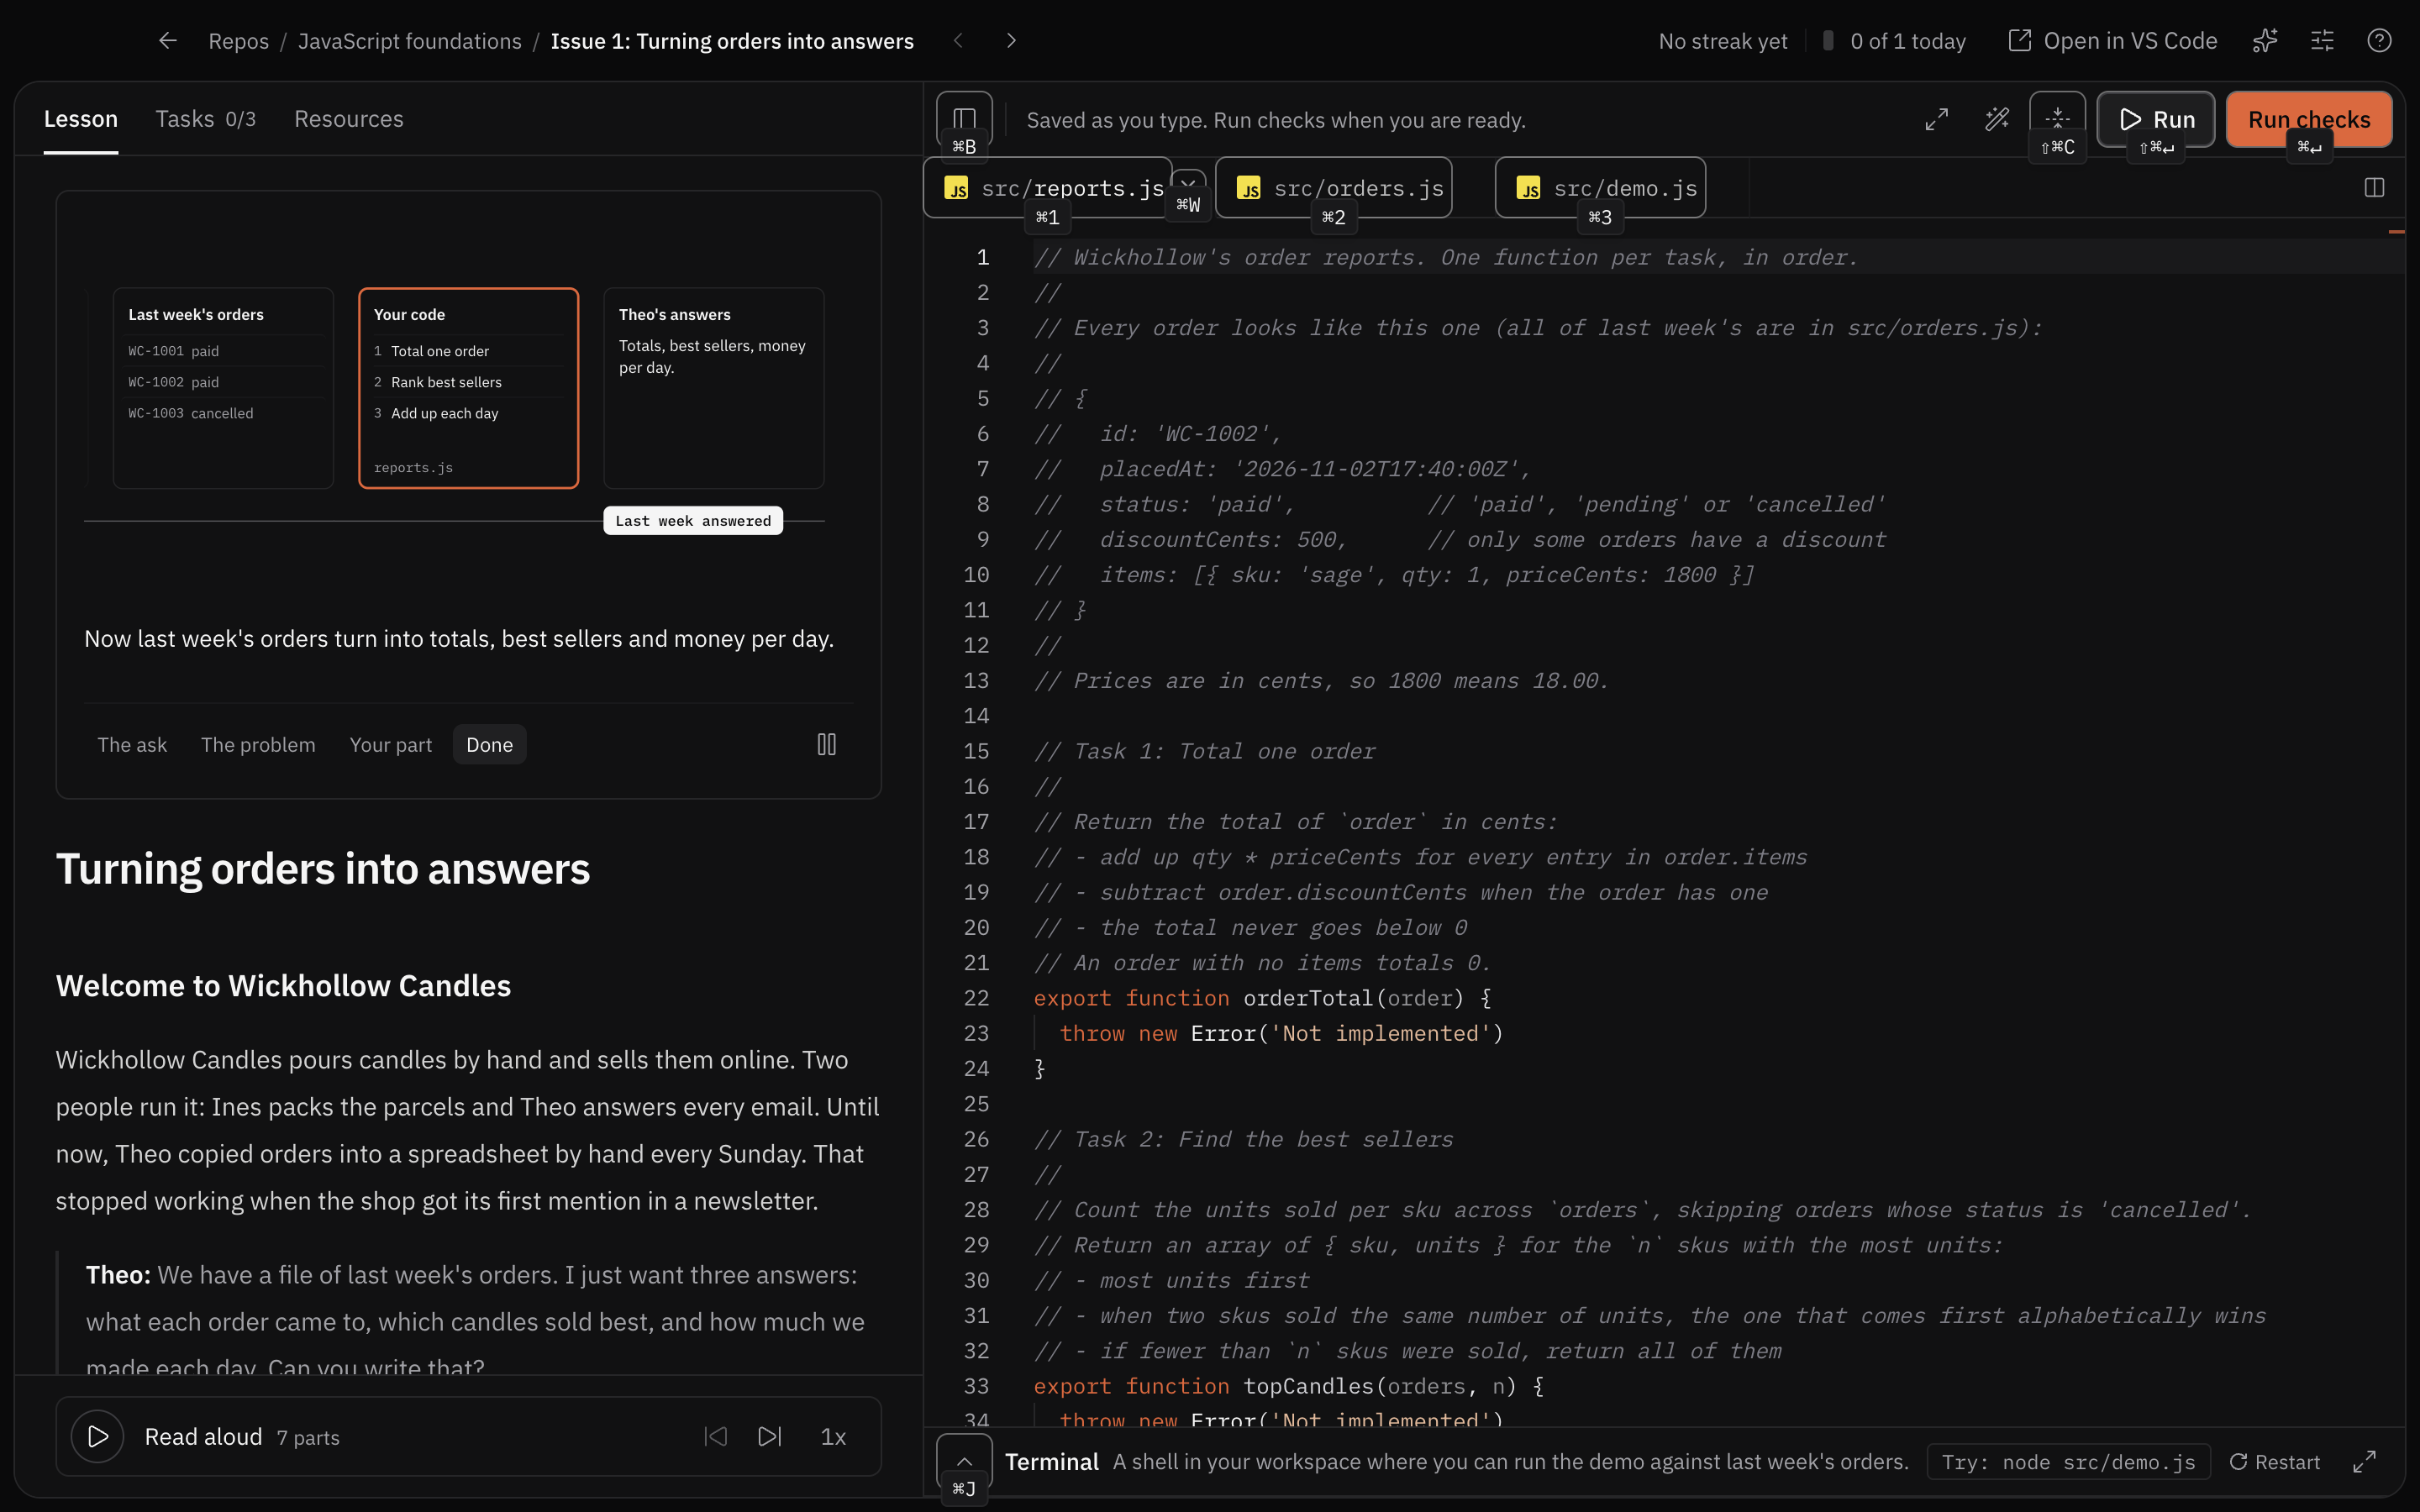 Repos / JavaScript foundations / Issue 1: Turning orders into answers
No streak yet
0 of 1 today
Open in VS Code
Lesson
Tasks 0/3
Resources
Last week's orders
WC-1001 paid
WC-1002 paid
WC-1003 cancelled
Your code
1 Total one order
2 Rank best sellers
3 Add up each day
reports.js
Theo's answers
Totals, best sellers, money
per day.
Last week answered
Now last week's orders turn into totals, best sellers and money per day.
The ask
The problem
Your part
Done
Turning orders into answers
Welcome to Wickhollow Candles
Wickhollow Candles pours candles by hand and sells them online. Two
people run it: Ines packs the parcels and Theo answers every email. Until
now, Theo copied orders into a spreadsheet by hand every Sunday. That
stopped working when the shop got its first mention in a newsletter.
Theo: We have a file of last week's orders. I just want three answers:
what each order came to, which candles sold best, and how much we
made each day. Can you write that?
Read aloud 7 parts
1x
⌘B
Saved as you type. Run checks when you are ready.
⇧⌘C
Run
⇧⌘↵
Run checks
⌘↵
JS src/reports.js
⌘1
⌘W
JS src/orders.js
⌘2
JS src/demo.js
⌘3
1 // Wickhollow's order reports. One function per task, in order.
2 //
3 // Every order looks like this one (all of last week's are in src/orders.js):
4 //
5 // {
6 //   id: 'WC-1002',
7 //   placedAt: '2026-11-02T17:40:00Z',
8 //   status: 'paid',          // 'paid', 'pending' or 'cancelled'
9 //   discountCents: 500,      // only some orders have a discount
10 //   items: [{ sku: 'sage', qty: 1, priceCents: 1800 }]
11 // }
12 //
13 // Prices are in cents, so 1800 means 18.00.
14
15 // Task 1: Total one order
16 //
17 // Return the total of `order` in cents:
18 // - add up qty * priceCents for every entry in order.items
19 // - subtract order.discountCents when the order has one
20 // - the total never goes below 0
21 // An order with no items totals 0.
22 export function orderTotal(order) {
23   throw new Error('Not implemented')
24 }
25
26 // Task 2: Find the best sellers
27 //
28 // Count the units sold per sku across `orders`, skipping orders whose status is 'cancelled'.
29 // Return an array of { sku, units } for the `n` skus with the most units:
30 // - most units first
31 // - when two skus sold the same number of units, the one that comes first alphabetically wins
32 // - if fewer than `n` skus were sold, return all of them
33 export function topCandles(orders, n) {
34   throw new Error('Not implemented')
⌘J
Terminal
A shell in your workspace where you can run the demo against last week's orders.
Try: node src/demo.js
Restart